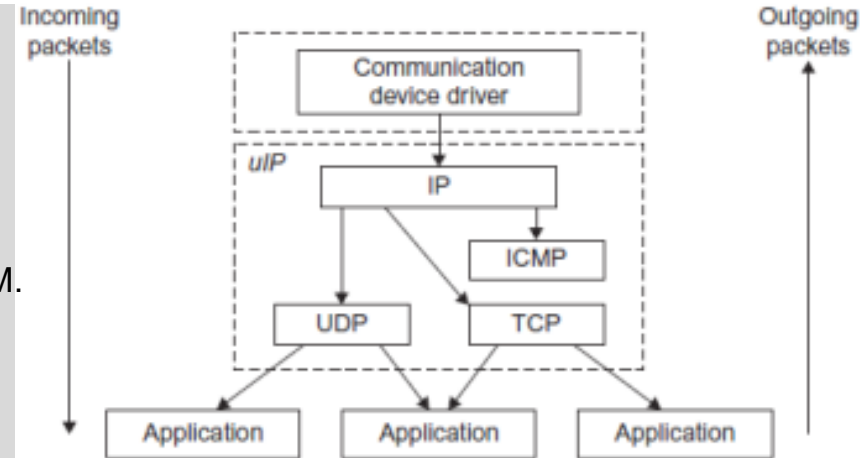 Incoming
packets
Outgoing
packets
Communication
device driver
uIP
IP
ICMP
M.
UDP
TCP
Application
Application
Application